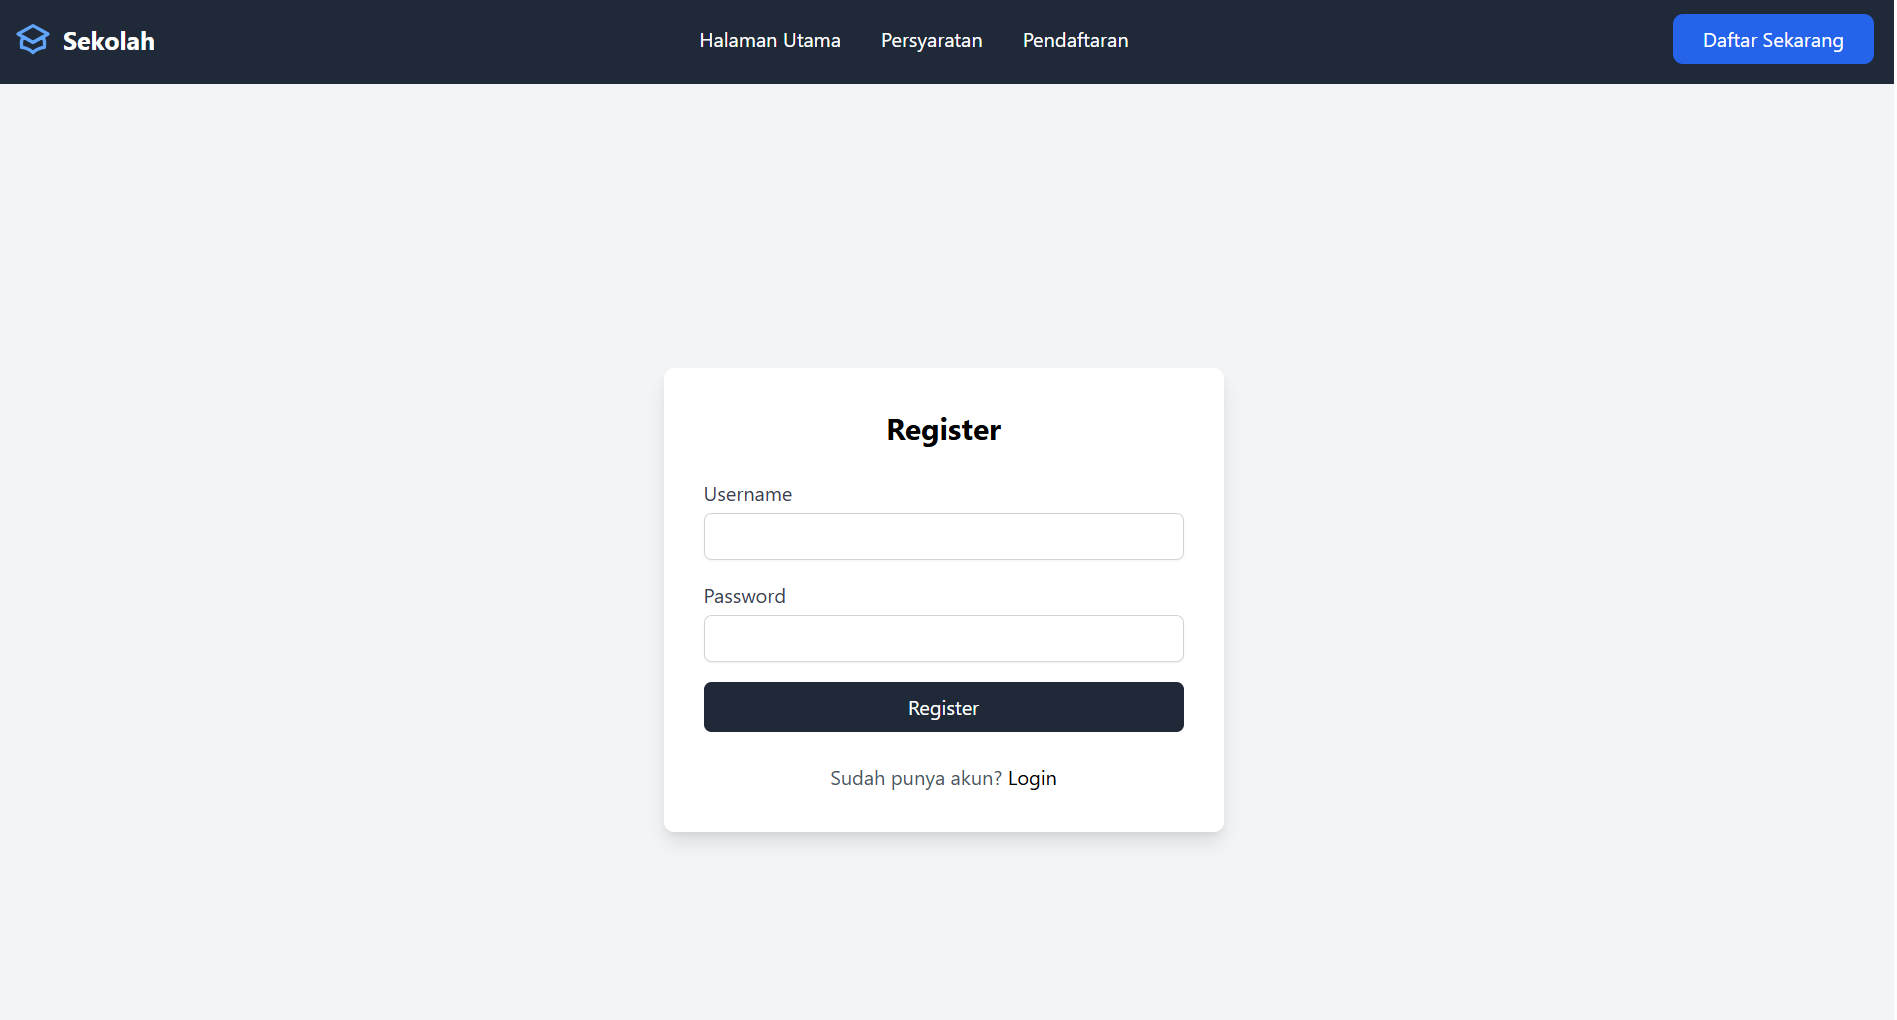 Sekolah
Halaman Utama
Persyaratan
Pendaftaran
Daftar Sekarang
Register
Username
Password
Register
Sudah punya akun? Login